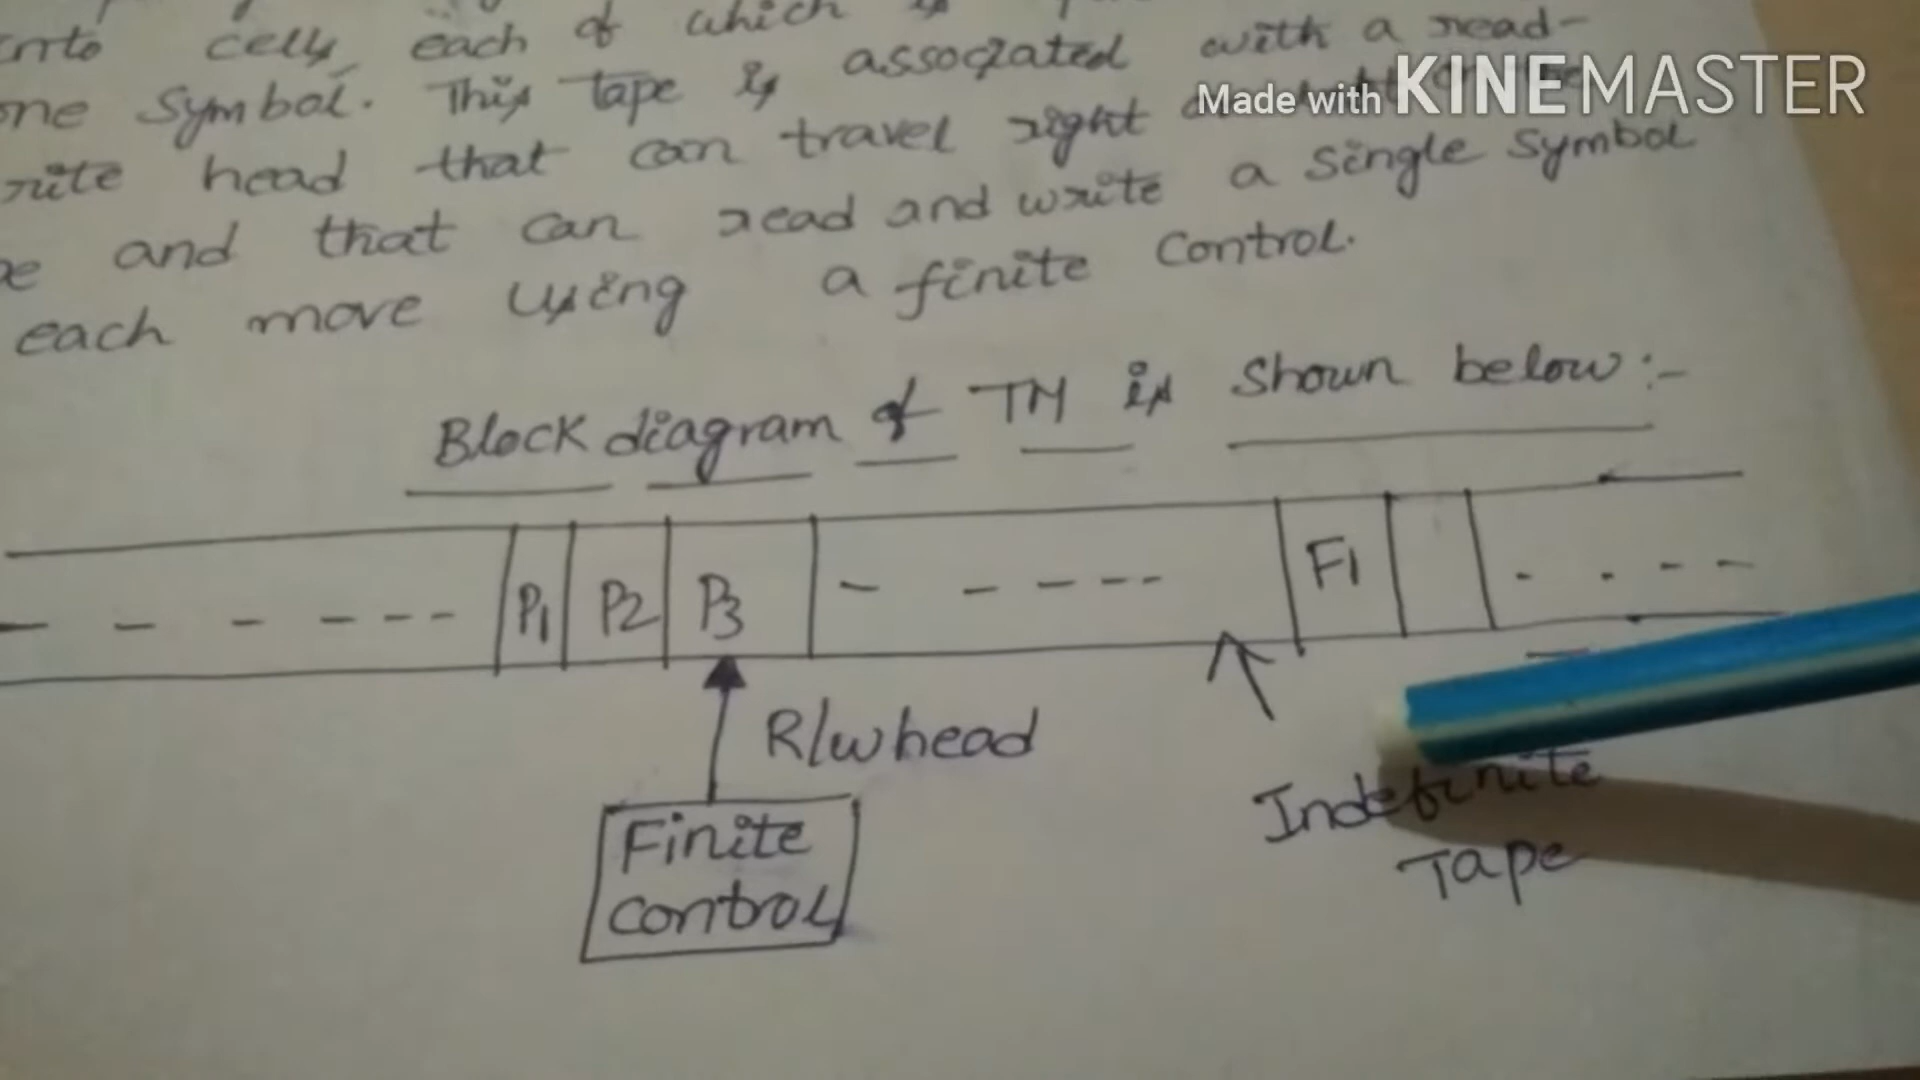 into cells each of which is
one Symbol. This tape is associated with a read-
rite head that can travel right
and that can read and write a single symbol
each move using a finite control.
Block diagram of TM is shown below:-
P1 P2 P3 F1
R/w head
Finite
control
Indefinite
Tape
Made with KINEMASTER